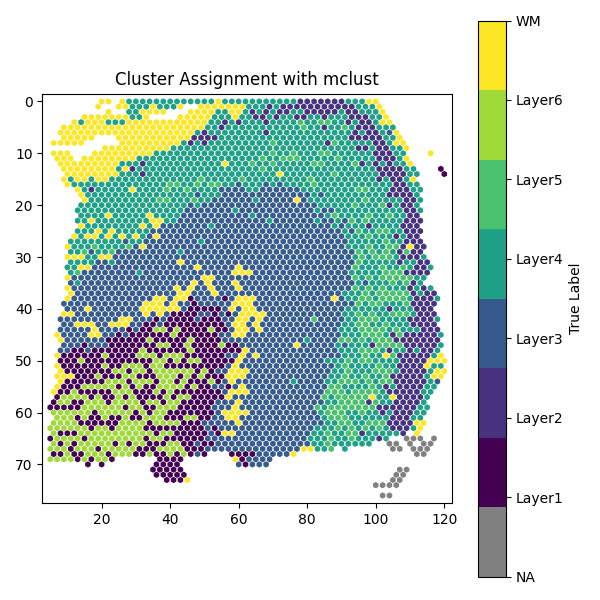 Cluster Assignment with mclust
0
10
20
30
40
50
60
70
20
40
60
80
100
120
WM
Layer6
Layer5
Layer4
Layer3
Layer2
Layer1
NA
True Label